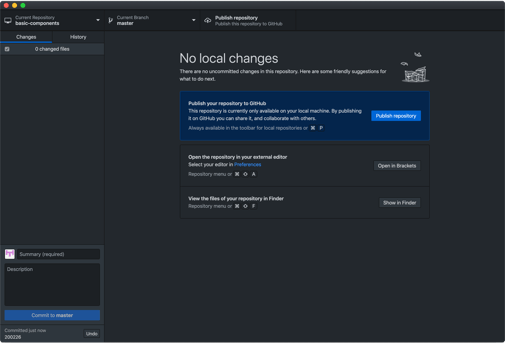 Current Repository
basic-components
Current Branch
master
Publish repository
Publish this repository to GitHub
Changes
History
0 changed files
No local changes
There are no uncommitted changes in this repository. Here are some friendly suggestions for
what to do next.
Publish your repository to GitHub
This repository is currently only available on your local machine. By publishing
it on GitHub you can share it, and collaborate with others.
Always available in the toolbar for local repositories or ⌘ P
Publish repository
Open the repository in your external editor
Select your editor in Preferences
Repository menu or ⌘ ⇧ A
Open in Brackets
View the files of your repository in Finder
Repository menu or ⌘ ⇧ F
Show in Finder
Summary (required)
Description
Commit to master
Committed just now
200226
Undo